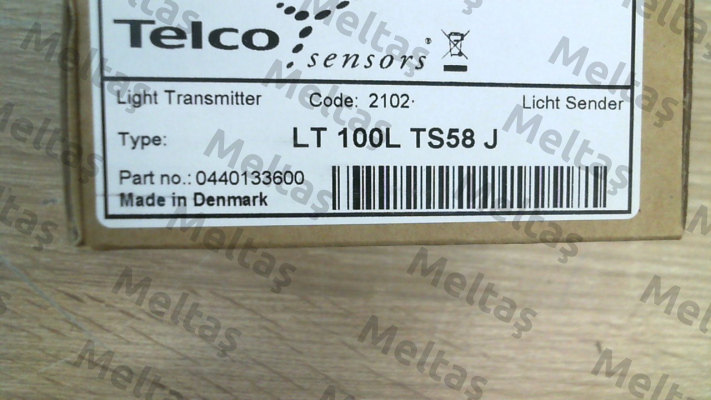 Telco
sensors
Light Transmitter Code: 2102 Licht Sender
Type: LT 100L TS58 J
Part no.: 0440133600
Made in Denmark
Meltaş